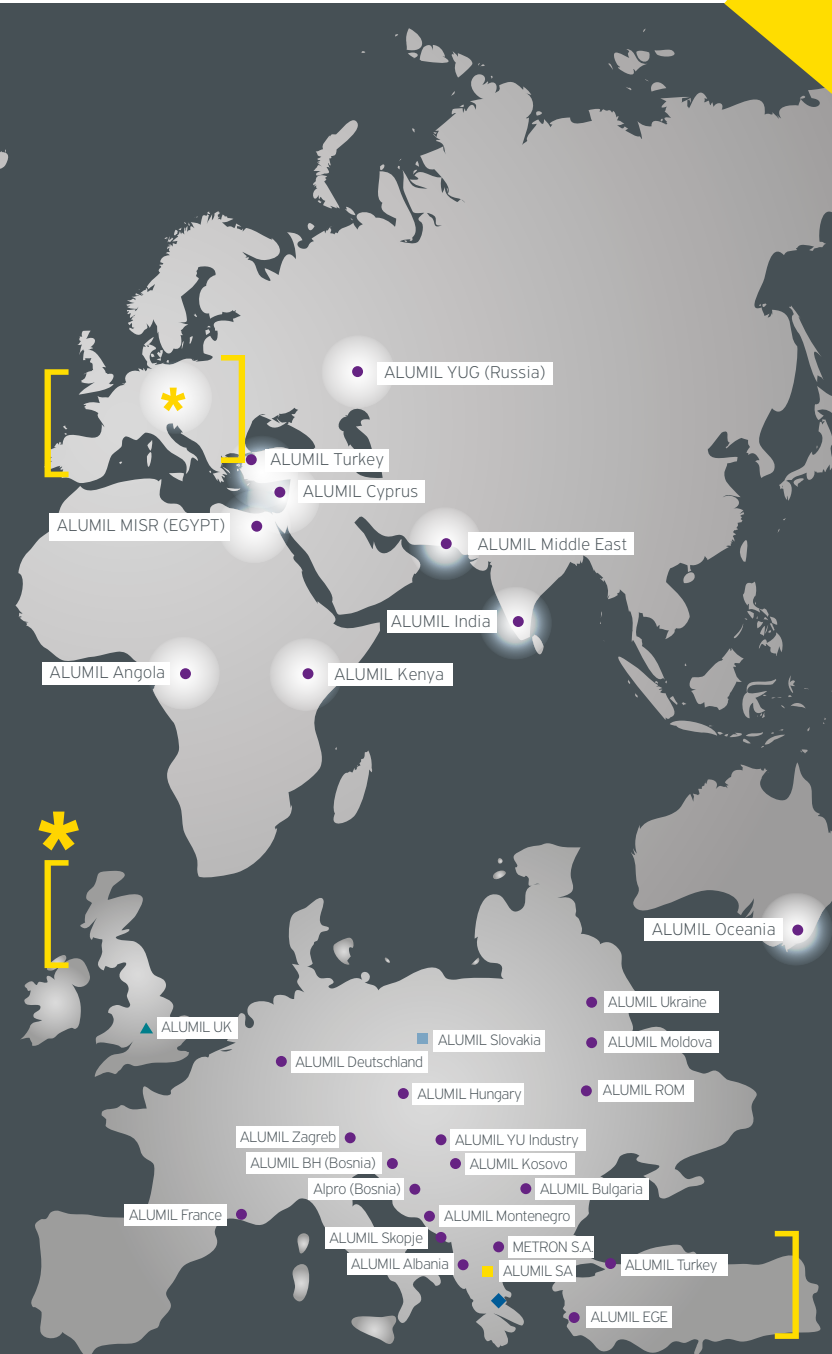 ALUMIL YUG (Russia)
ALUMIL Turkey
ALUMIL Cyprus
ALUMIL MISR (EGYPT)
ALUMIL Middle East
ALUMIL India
ALUMIL Angola
ALUMIL Kenya
*
ALUMIL Oceania
ALUMIL Ukraine
ALUMIL UK
ALUMIL Slovakia
ALUMIL Moldova
ALUMIL Deutschland
ALUMIL Hungary
ALUMIL ROM
ALUMIL Zagreb
ALUMIL YU Industry
ALUMIL BH (Bosnia)
ALUMIL Kosovo
Alpro (Bosnia)
ALUMIL Bulgaria
ALUMIL France
ALUMIL Montenegro
ALUMIL Skopje
METRON S.A.
ALUMIL Albania
ALUMIL SA
ALUMIL Turkey
ALUMIL EGE